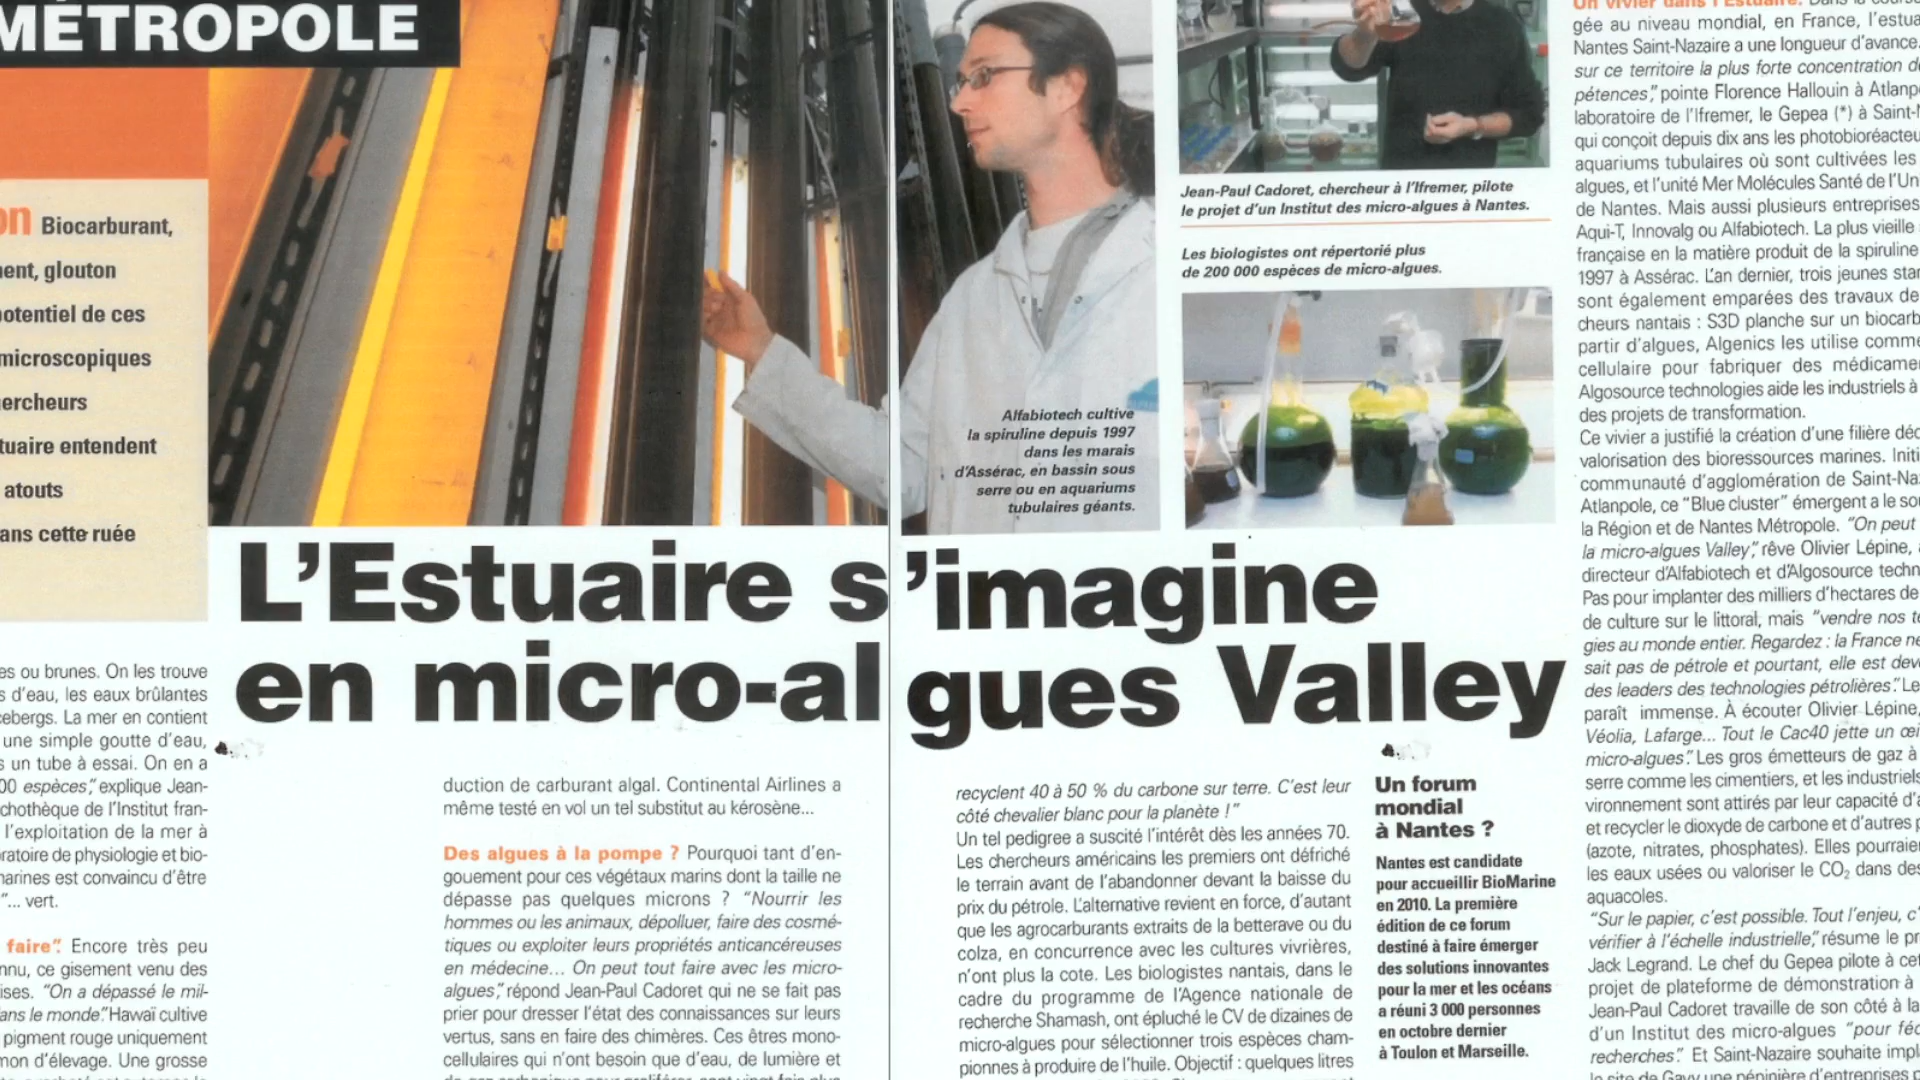 MÉTROPOLE
on Biocarburant,
glouton
potentiel de ces
microscopiques
chercheurs
entendent
atouts
dans cette ruée
Alfabiotech cultive
la spiruline depuis 1997
dans les marais
d'Assérac, en bassin sous
serre ou en aquariums
tubulaires géants.
Jean-Paul Cadoret, chercheur à l'Ifremer, pilote
le projet d'un Institut des micro-algues à Nantes.
Les biologistes ont répertorié plus
de 200 000 espèces de micro-algues.
L'Estuaire s'imagine
en micro-algues Valley
es ou brunes. On les trouve
s d'eau, les eaux brûlantes
cebergs. La mer en contient
une simple goutte d'eau,
s un tube à essai. On en a
00 espèces", explique Jean-
chothèque de l'Institut fran-
l'exploitation de la mer à
ratoire de physiologie et bio-
marines est convaincu d'être
"... vert.
faire". Encore très peu
nnu, ce gisement venu des
ises. "On a dépassé le mil-
ans le monde". Hawaï cultive
pigment rouge uniquement
mon d'élevage. Une grosse
duction de carburant algal. Continental Airlines a
même testé en vol un tel substitut au kérosène...
Des algues à la pompe ? Pourquoi tant d'en-
gouement pour ces végétaux marins dont la taille ne
dépasse pas quelques microns ? "Nourrir les
hommes ou les animaux, dépolluer, faire des cosmé-
tiques ou exploiter leurs propriétés anticancéreuses
en médecine... On peut tout faire avec les micro-
algues", répond Jean-Paul Cadoret qui ne se fait pas
prier pour dresser l'état des connaissances sur leurs
vertus, sans en faire des chimères. Ces êtres mono-
cellulaires qui n'ont besoin que d'eau, de lumière et
recyclent 40 à 50 % du carbone sur terre. C'est leur
côté chevalier blanc pour la planète !"
Un tel pedigree a suscité l'intérêt dès les années 70.
Les chercheurs américains les premiers ont défriché
le terrain avant de l'abandonner devant la baisse du
prix du pétrole. L'alternative revient en force, d'autant
que les agrocarburants extraits de la betterave ou du
colza, en concurrence avec les cultures vivrières,
n'ont plus la cote. Les biologistes nantais, dans le
cadre du programme de l'Agence nationale de
recherche Shamash, ont épluché le CV de dizaines de
micro-algues pour sélectionner trois espèces cham-
pionnes à produire de l'huile. Objectif : quelques litres
Un forum
mondial
à Nantes ?
Nantes est candidate
pour accueillir BioMarine
en 2010. La première
édition de ce forum
destiné à faire émerger
des solutions innovantes
pour la mer et les océans
a réuni 3 000 personnes
en octobre dernier
à Toulon et Marseille.
Un vivier dans l'Estuaire. Dans la course
gée au niveau mondial, en France, l'estua
Nantes Saint-Nazaire a une longueur d'avance.
sur ce territoire la plus forte concentration de
pétences", pointe Florence Hallouin à Atlanpo
laboratoire de l'Ifremer, le Gepea (*) à Saint-N
qui conçoit depuis dix ans les photobioréacteu
aquariums tubulaires où sont cultivées les
algues, et l'unité Mer Molécules Santé de l'Uni
de Nantes. Mais aussi plusieurs entreprises
Aqui-T, Innovalg ou Alfabiotech. La plus vieille
française en la matière produit de la spiruline
1997 à Assérac. L'an dernier, trois jeunes star
sont également emparées des travaux de
cheurs nantais : S3D planche sur un biocarb
partir d'algues, Algenics les utilise comme
cellulaire pour fabriquer des médicamen
Algosource technologies aide les industriels à
des projets de transformation.
Ce vivier a justifié la création d'une filière déd
valorisation des bioressources marines. Initi
communauté d'agglomération de Saint-Na
Atlanpole, ce "Blue cluster" émergent a le sou
la Région et de Nantes Métropole. "On peut
la micro-algues Valley", rêve Olivier Lépine,
directeur d'Alfabiotech et d'Algosource techn
Pas pour implanter des milliers d'hectares de
de culture sur le littoral, mais "vendre nos te
gies au monde entier. Regardez : la France ne
sait pas de pétrole et pourtant, elle est deve
des leaders des technologies pétrolières". Le
paraît immense. À écouter Olivier Lépine,
Véolia, Lafarge... Tout le Cac40 jette un œi
micro-algues". Les gros émetteurs de gaz à
serre comme les cimentiers, et les industriels
vironnement sont attirés par leur capacité d'a
et recycler le dioxyde de carbone et d'autres p
(azote, nitrates, phosphates). Elles pourraien
les eaux usées ou valoriser le CO₂ dans des
aquacoles.
"Sur le papier, c'est possible. Tout l'enjeu, c'
vérifier à l'échelle industrielle", résume le pr
Jack Legrand. Le chef du Gepea pilote à cet
projet de plateforme de démonstration à
Jean-Paul Cadoret travaille de son côté à la
d'un Institut des micro-algues "pour féd
recherches". Et Saint-Nazaire souhaite impl
le site de Gavy une pépinière d'entreprises